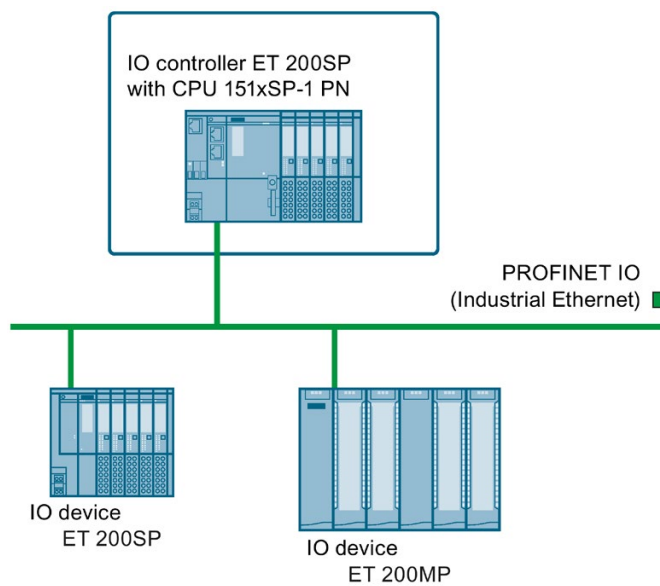 IO controller ET 200SP
with CPU 151xSP-1 PN
PROFINET IO
(Industrial Ethernet)
IO device
ET 200SP
IO device
ET 200MP